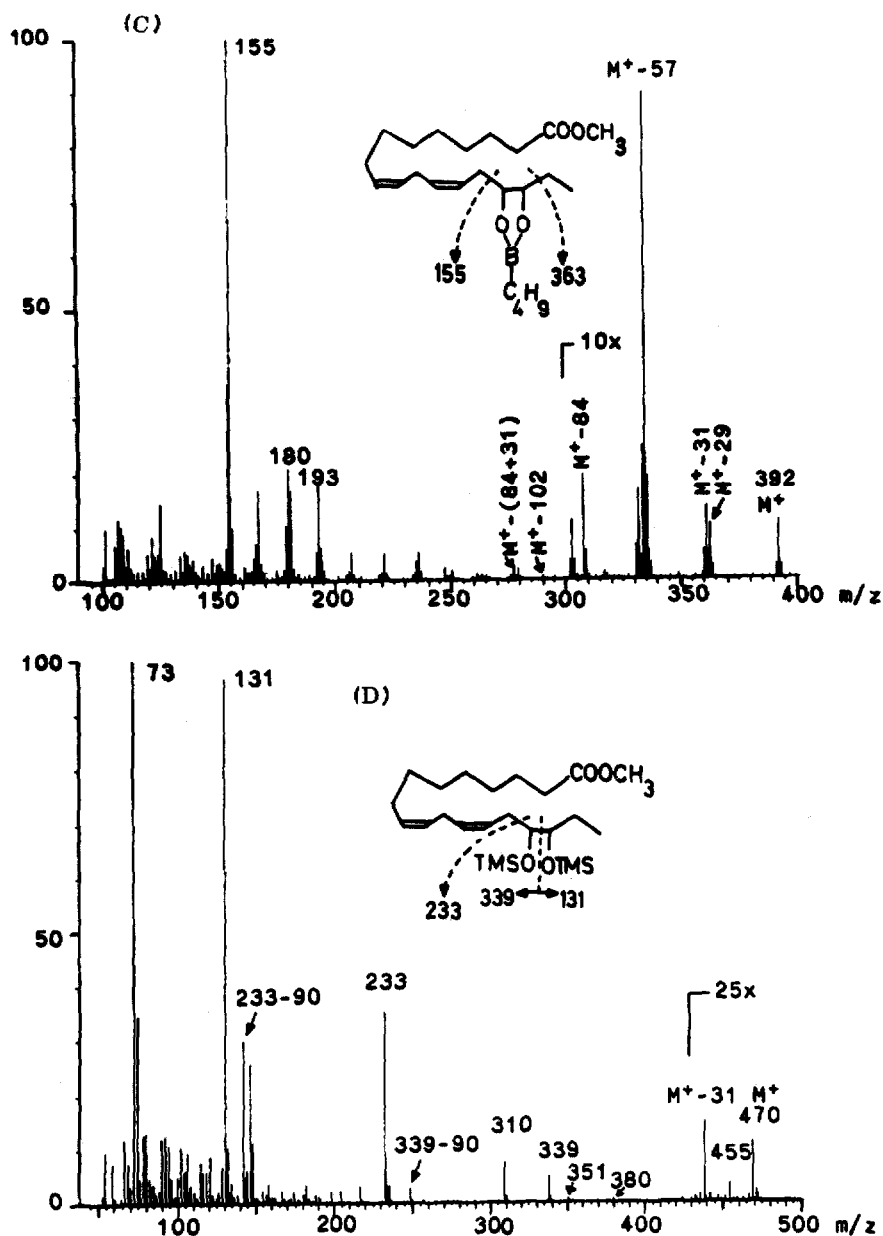 (C)
100
155
M⁺-57
COOCH₃
O O
B
155
363
C₄H₉
50
10x
M⁺-(84+31)
M⁺-102
M⁺-84
M⁺-31
M⁺-29
392
M⁺
180
193
0
100 150 200 250 300 350 400 m/z
100
73
131
(D)
COOCH₃
TMSO OTMS
233
339
131
50
233-90
233
25x
M⁺-31
M⁺
470
339-90
310
339
351
380
455
0
100 200 300 400 500 m/z